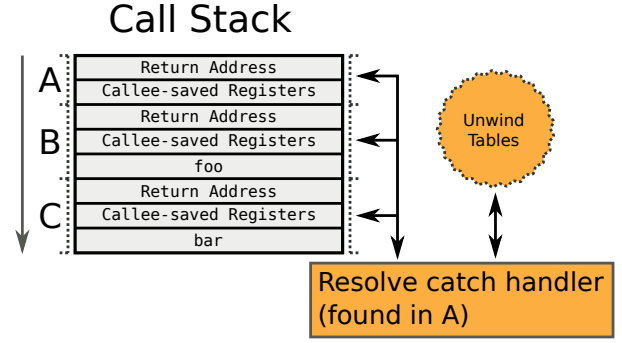 Call Stack
A
Return Address
Callee-saved Registers
B
Return Address
Callee-saved Registers
foo
C
Return Address
Callee-saved Registers
bar
Unwind
Tables
Resolve catch handler
(found in A)